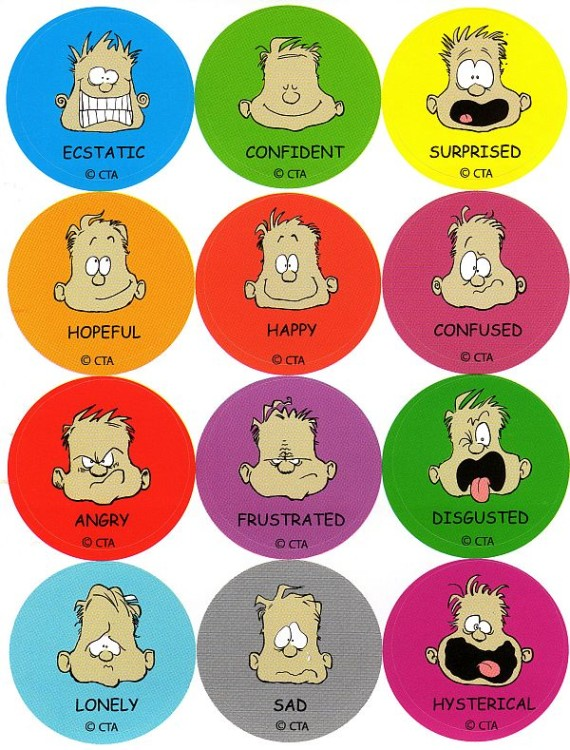 ECSTATIC
© CTA
CONFIDENT
© CTA
SURPRISED
© CTA
HOPEFUL
© CTA
HAPPY
© CTA
CONFUSED
© CTA
ANGRY
© CTA
FRUSTRATED
© CTA
DISGUSTED
© CTA
LONELY
© CTA
SAD
© CTA
HYSTERICAL
© CTA